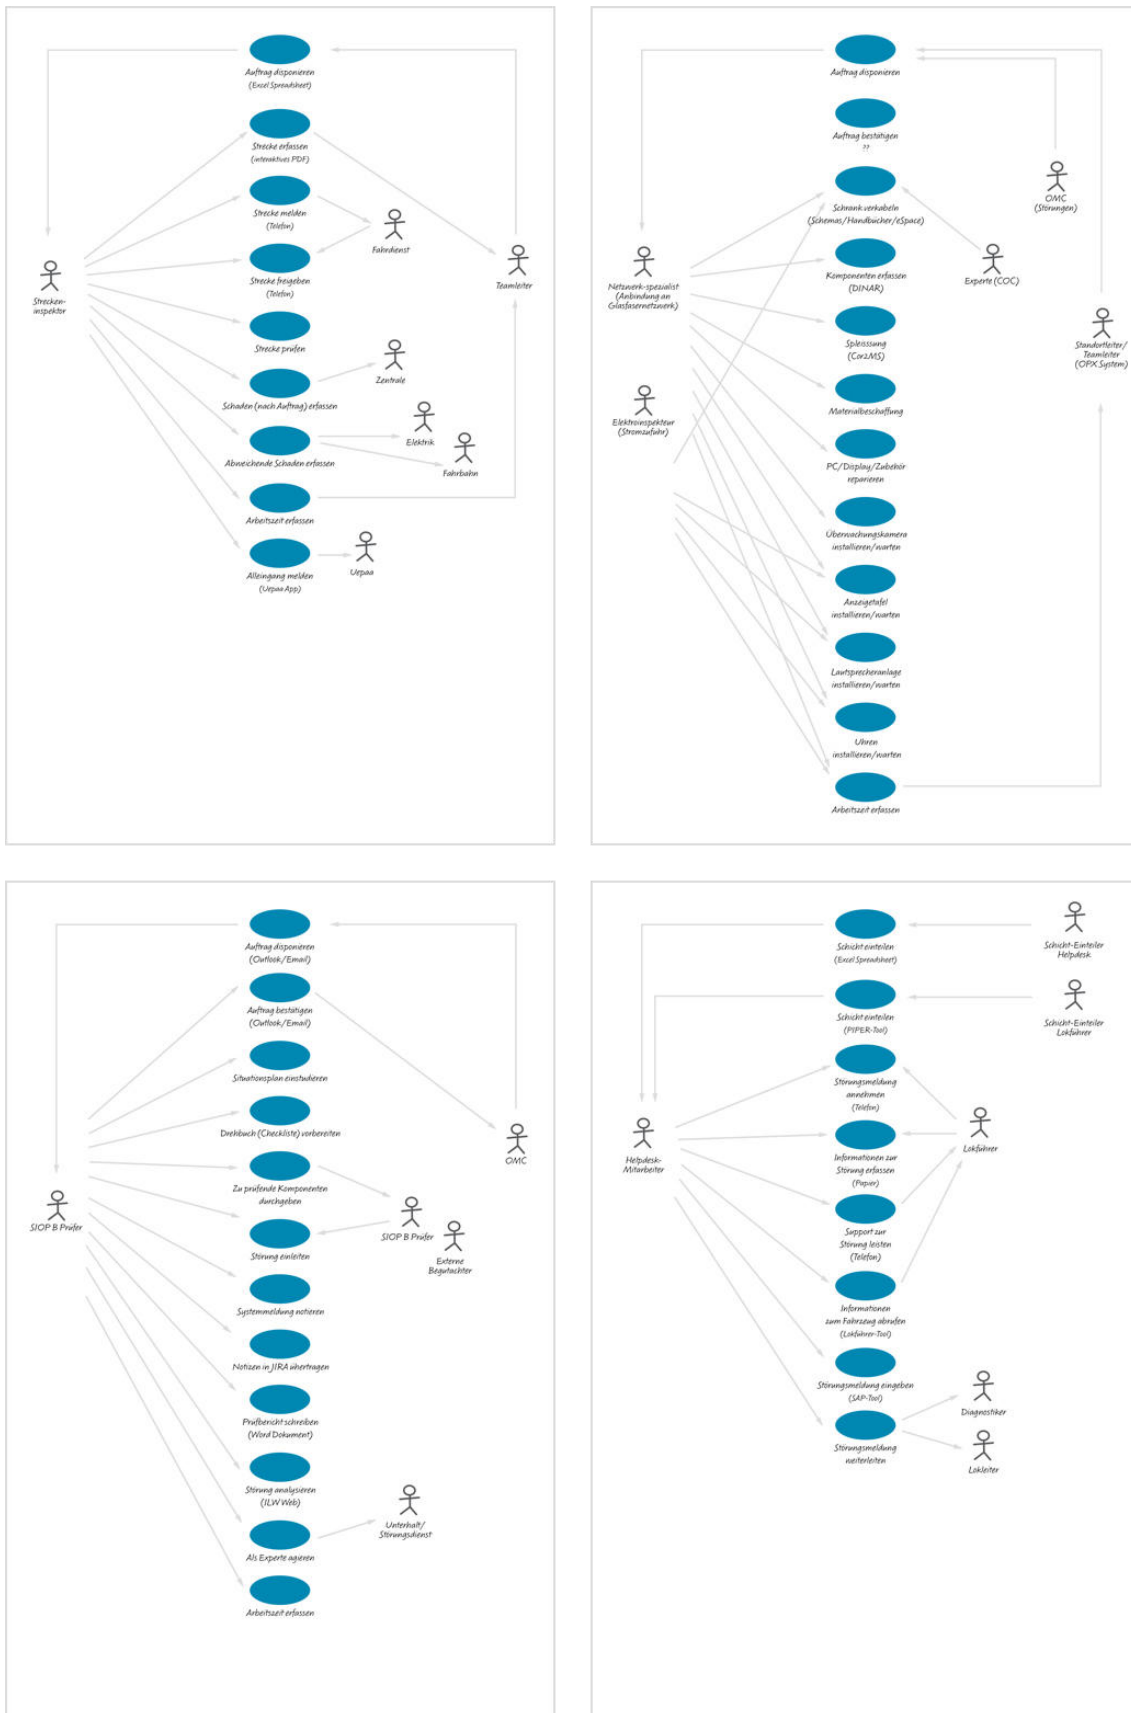 Auftrag disponieren
(Excel Spreadsheet)
Strecke erfassen
(interaktives PDF)
Strecke melden
(Telefon)
Fahrdienst
Strecke freigeben
(Telefon)
Teamleiter
Strecken-
inspektor
Strecke prüfen
Zentrale
Schaden (nach Auftrag) erfassen
Elektrik
Abweichende Schaden erfassen
Fahrbahn
Arbeitszeit erfassen
Alleingang melden
(Uepaa App)
Uepaa
Auftrag disponieren
Auftrag bestätigen
??
OMC
(Störungen)
Schrank verkabeln
(Schemas/Handbücher/eSpace)
Experte (COC)
Netzwerk-spezialist
(Anbindung an
Glasfasernetzwerk)
Komponenten erfassen
(DINAR)
Spleisssung
(Cor2MS)
Standortleiter/
Teamleiter
(OPX System)
Materialbeschaffung
Elektroinspekteur
(Stromzufuhr)
PC/Display/Zubehör
reparieren
Überwachungskamera
installieren/warten
Anzeigetafel
installieren/warten
Lautsprecheranlage
installieren/warten
Uhren
installieren/warten
Arbeitszeit erfassen
Auftrag disponieren
(Outlook/Email)
Auftrag bestätigen
(Outlook/Email)
Situationsplan einstudieren
Drehbuch (Checkliste) vorbereiten
OMC
Zu prüfende Komponenten
durchgeben
SIOP B Prüfer
SIOP B Prüfer
Externe
Begutachter
Störung einleiten
Systemmeldung notieren
Notizen in JIRA übertragen
Prüfbericht schreiben
(Word Dokument)
Störung analysieren
(ILW Web)
Unterhalt/
Störungsdienst
Als Experte agieren
Arbeitszeit erfassen
Schicht einteilen
(Excel Spreadsheet)
Schicht-Einteiler
Helpdesk
Schicht einteilen
(PIPER-Tool)
Schicht-Einteiler
Lokführer
Störungsmeldung
annehmen
(Telefon)
Helpdesk-
Mitarbeiter
Lokführer
Informationen zur
Störung erfassen
(Papier)
Support zur
Störung leisten
(Telefon)
Informationen
zum Fahrzeug abrufen
(Lokführer-Tool)
Störungsmeldung eingeben
(SAP-Tool)
Diagnostiker
Störungsmeldung
weiterleiten
Lokleiter